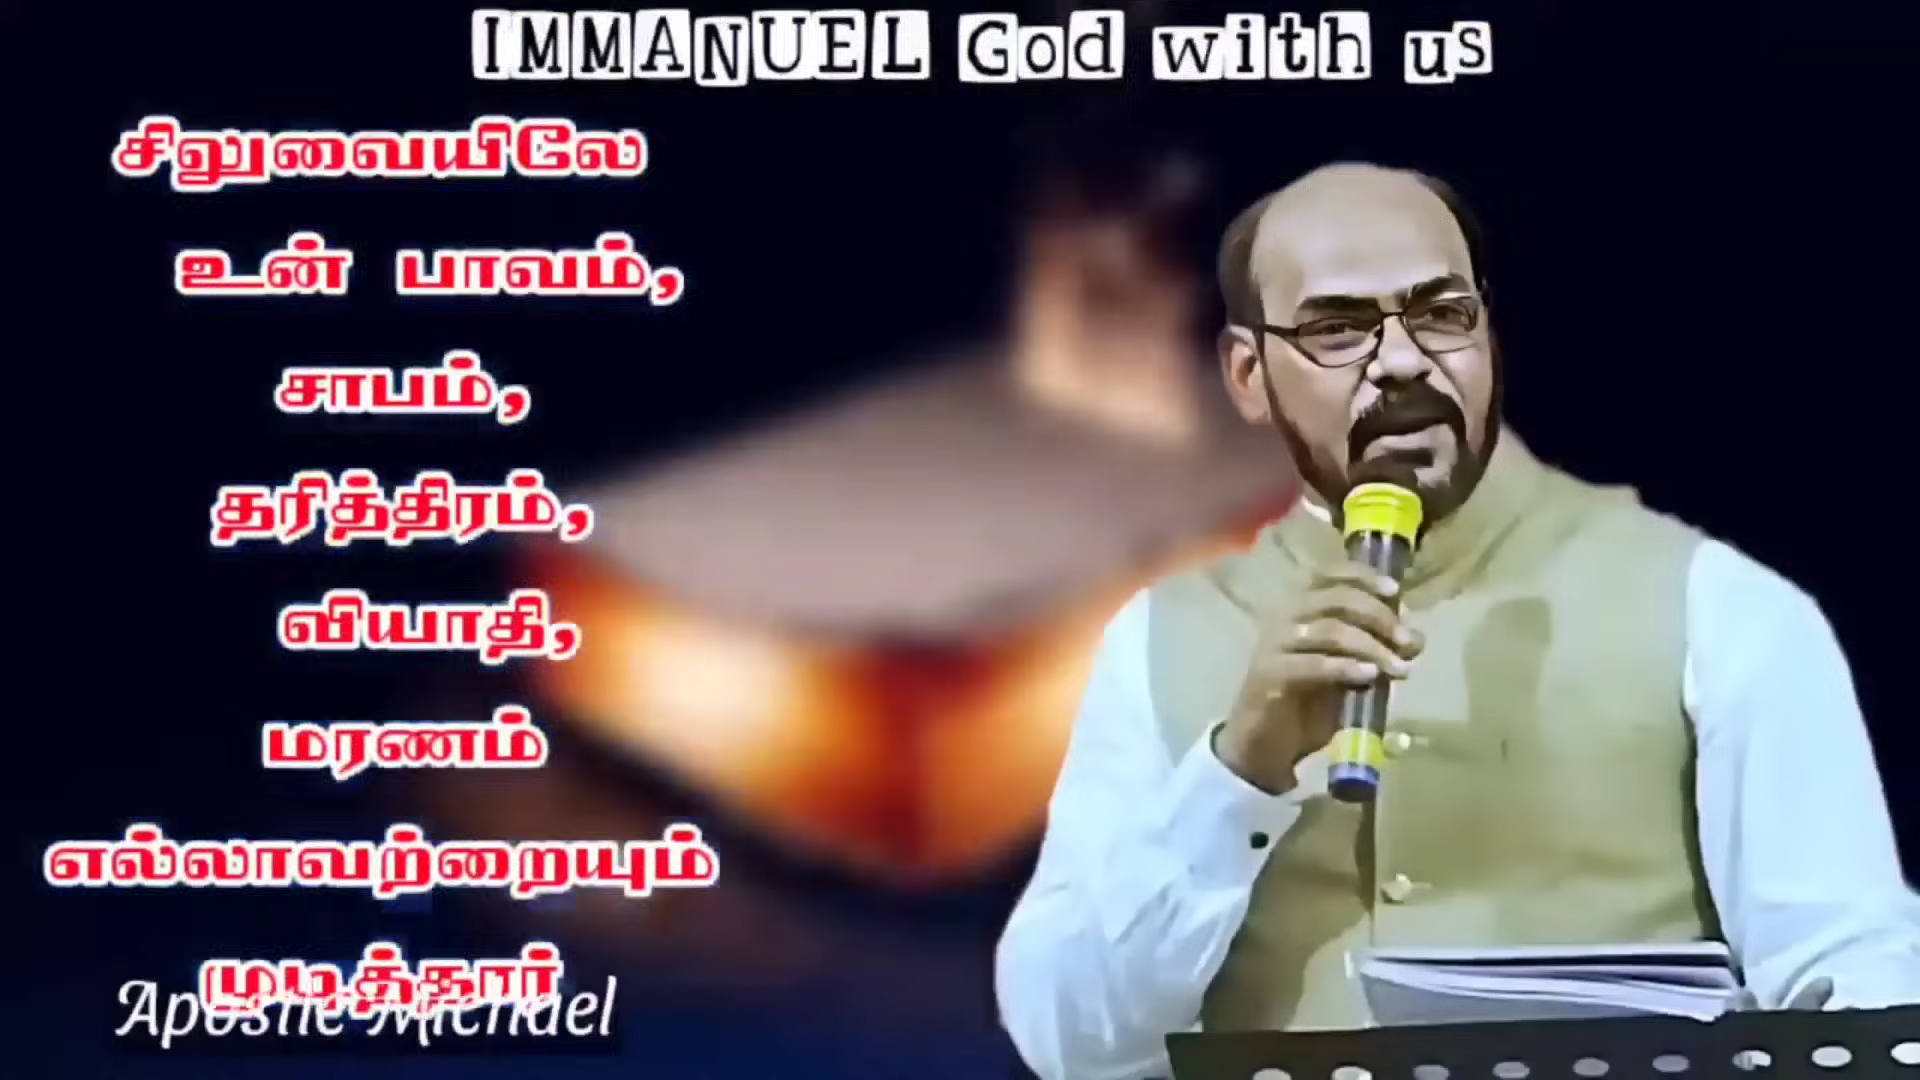 IMMANUEL God with us
சிலுவையிலே
உன் பாவம்,
சாபம்,
தரித்திரம்,
வியாதி,
மரணம்
எல்லாவற்றையும்
முடித்தார்
Apostle Michael